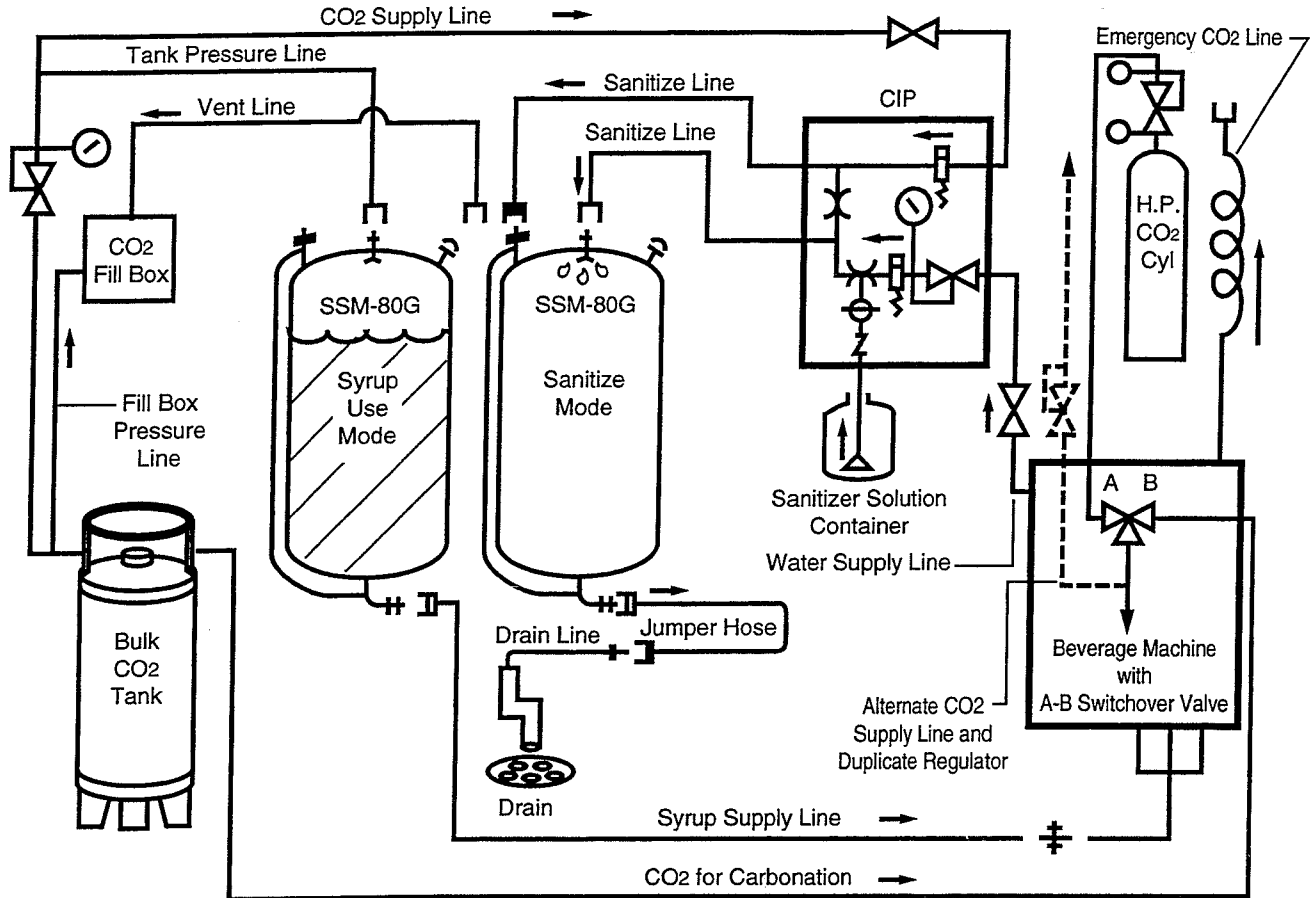 CO2 Supply Line
Emergency CO2 Line
Tank Pressure Line
Sanitize Line
Vent Line
CIP
Sanitize Line
H.P.
CO2
Cyl
CO2
Fill Box
SSM-80G
SSM-80G
Syrup
Use
Mode
Sanitize
Mode
Fill Box
Pressure
Line
A B
Sanitizer Solution
Container
Water Supply Line
Bulk
CO2
Tank
Drain Line
Jumper Hose
Beverage Machine
with
A-B Switchover Valve
Alternate CO2
Supply Line and
Duplicate Regulator
Drain
Syrup Supply Line
CO2 for Carbonation